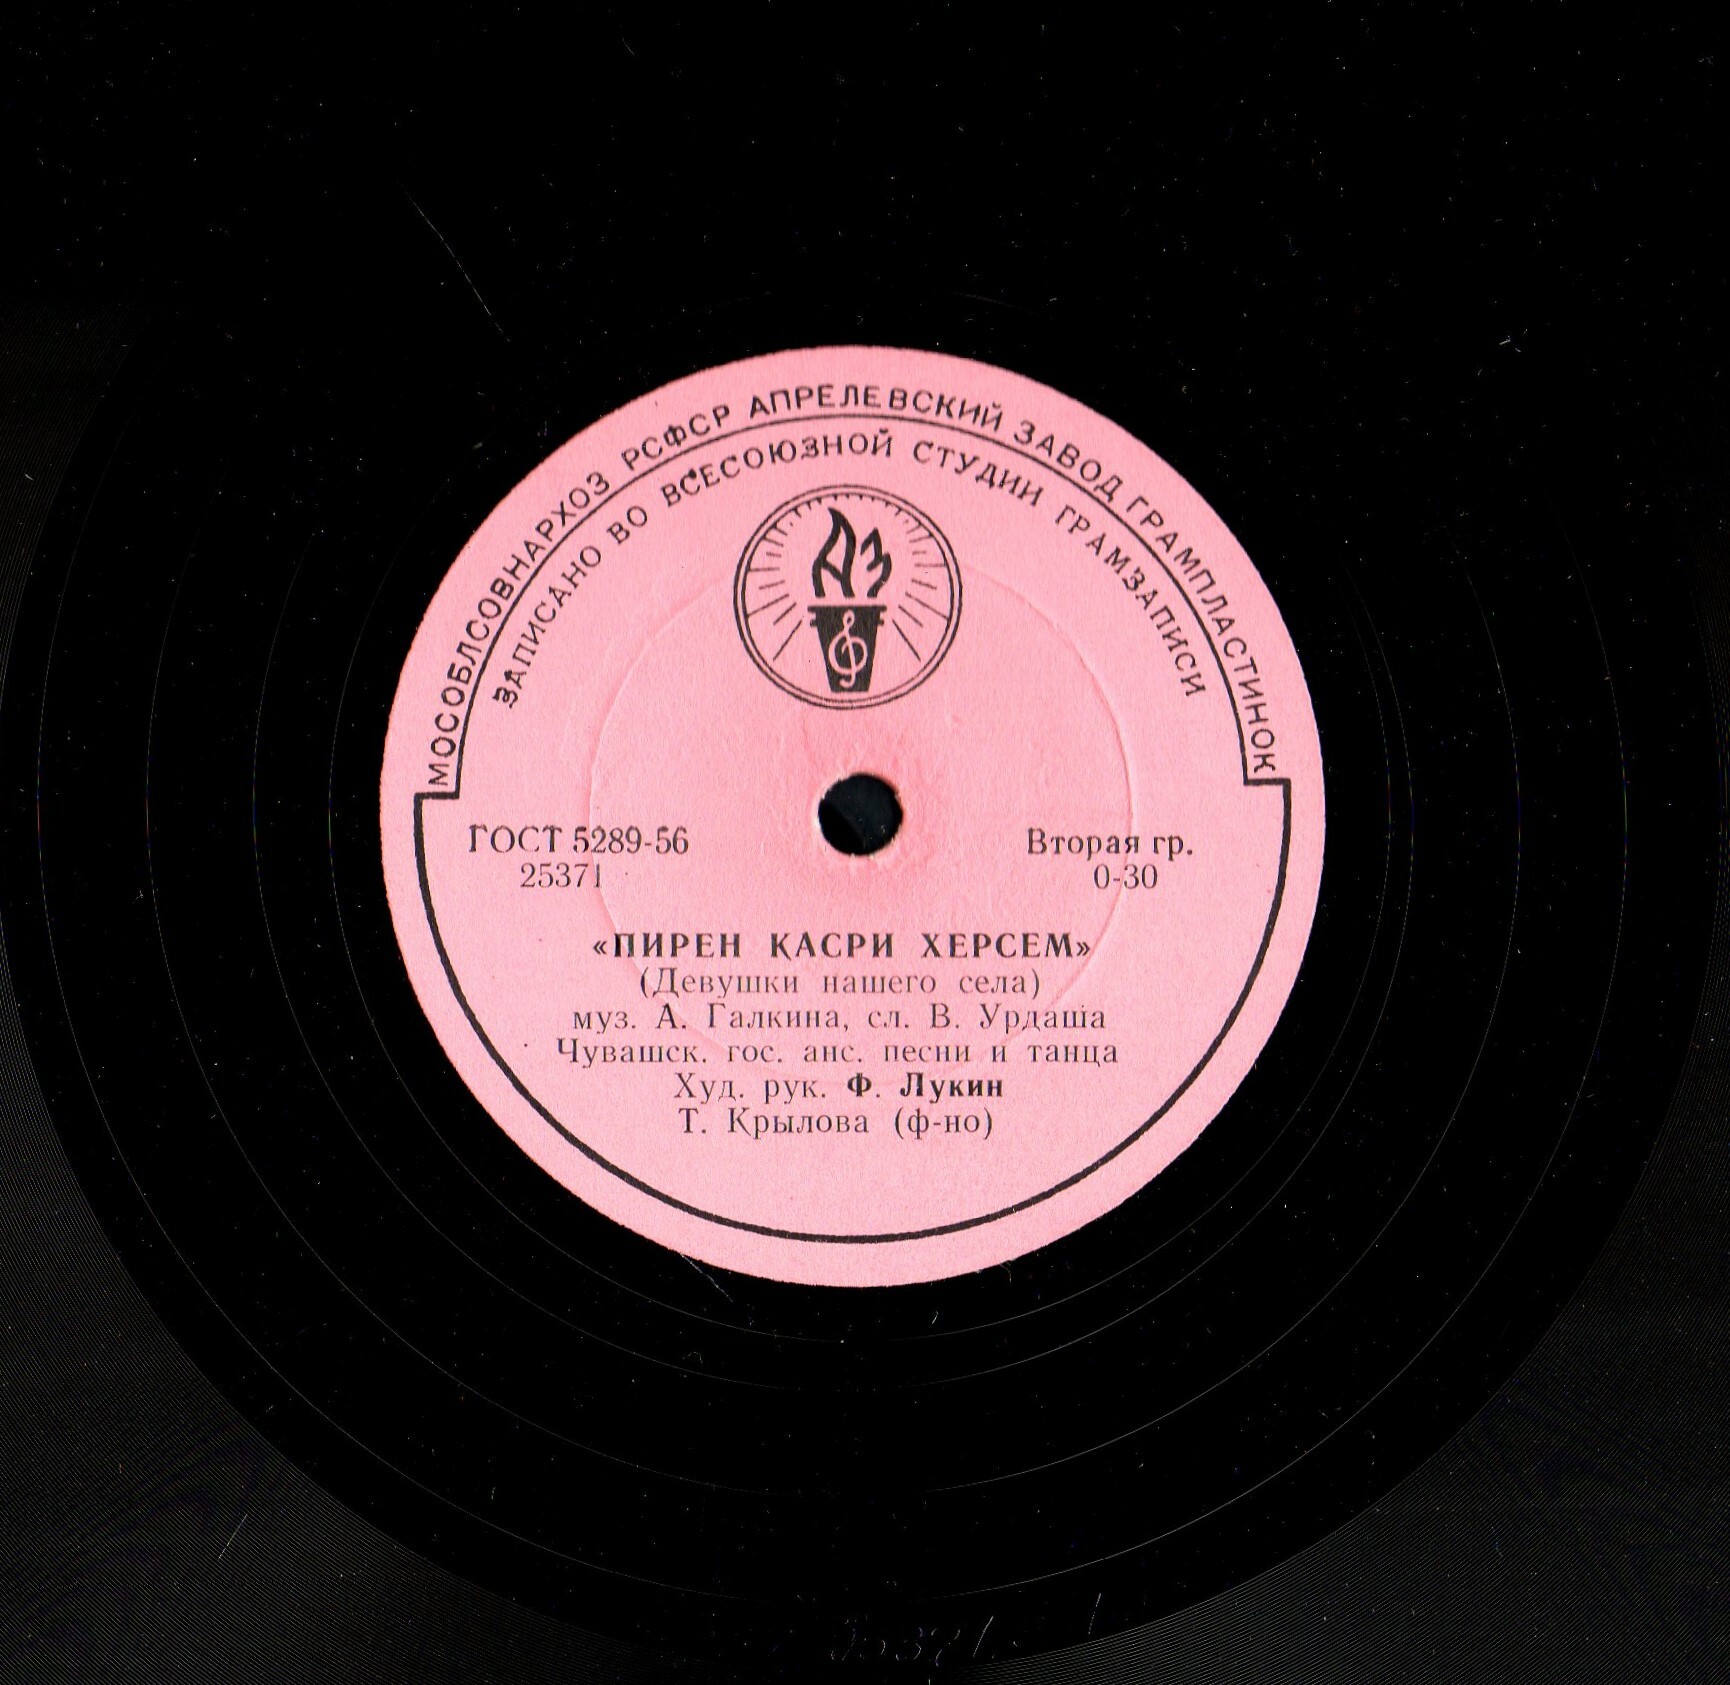 МОСОБЛСОВНАРХОЗ РСФСР АПРЕЛЕВСКИЙ ЗАВОД ГРАМПЛАСТИНОК
ЗАПИСАНО ВО ВСЕСОЮЗНОЙ СТУДИИ ГРАМЗАПИСИ
АЗ
ГОСТ 5289-56
25371
Вторая гр.
0-30
«ПИРЕН КАСРИ ХЕРСЕМ»
(Девушки нашего села)
муз. А. Галкина, сл. В. Урдаша
Чувашск. гос. анс. песни и танца
Худ. рук. Ф. Лукин
Т. Крылова (ф-но)